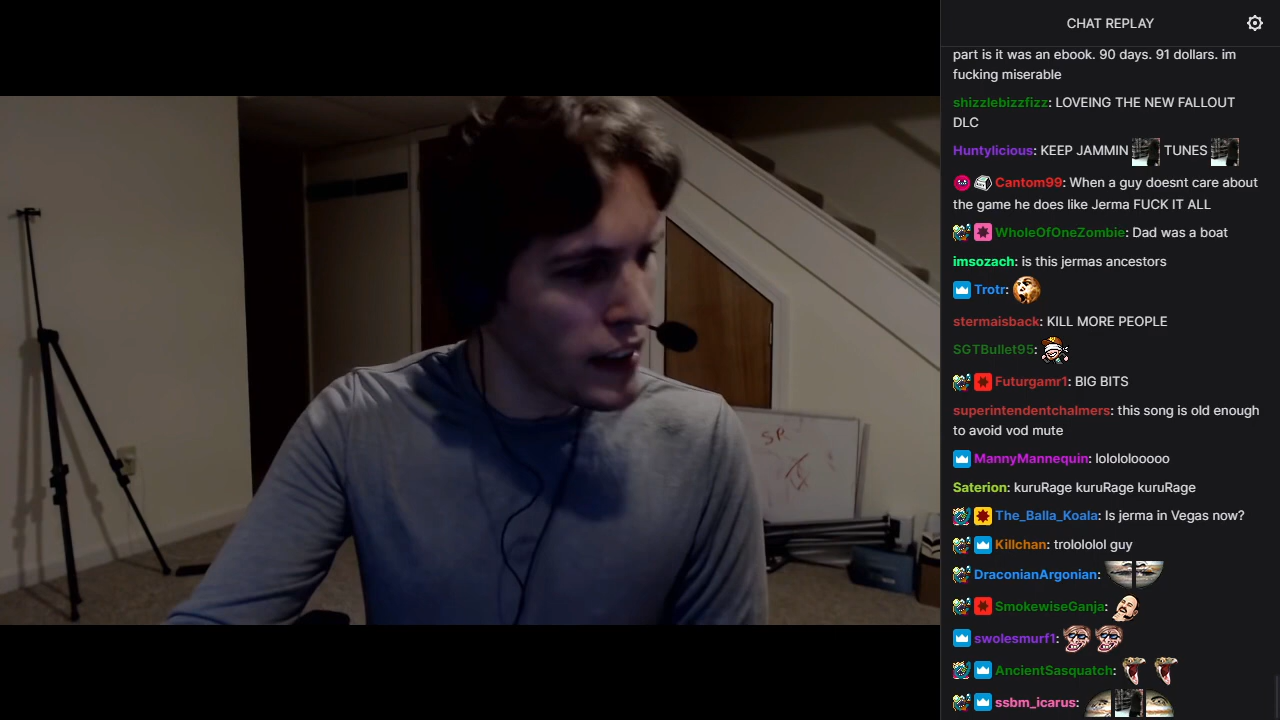 CHAT REPLAY
part is it was an ebook. 90 days. 91 dollars. im
fucking miserable
shizzlebizzfizz: LOVEING THE NEW FALLOUT
DLC
Huntylicious: KEEP JAMMIN TUNES
Cantom99: When a guy doesnt care about
the game he does like Jerma FUCK IT ALL
WholeOfOneZombie: Dad was a boat
imsozach: is this jermas ancestors
Trotr:
stermaisback: KILL MORE PEOPLE
SGTBullet95:
Futurgamr1: BIG BITS
superintendentchalmers: this song is old enough
to avoid vod mute
MannyMannequin: lolololooooo
Saterion: kuruRage kuruRage kuruRage
The_Balla_Koala: Is jerma in Vegas now?
Killchan: trolololol guy
DraconianArgonian:
SmokewiseGanja:
swolesmurf1:
AncientSasquatch:
ssbm_icarus: